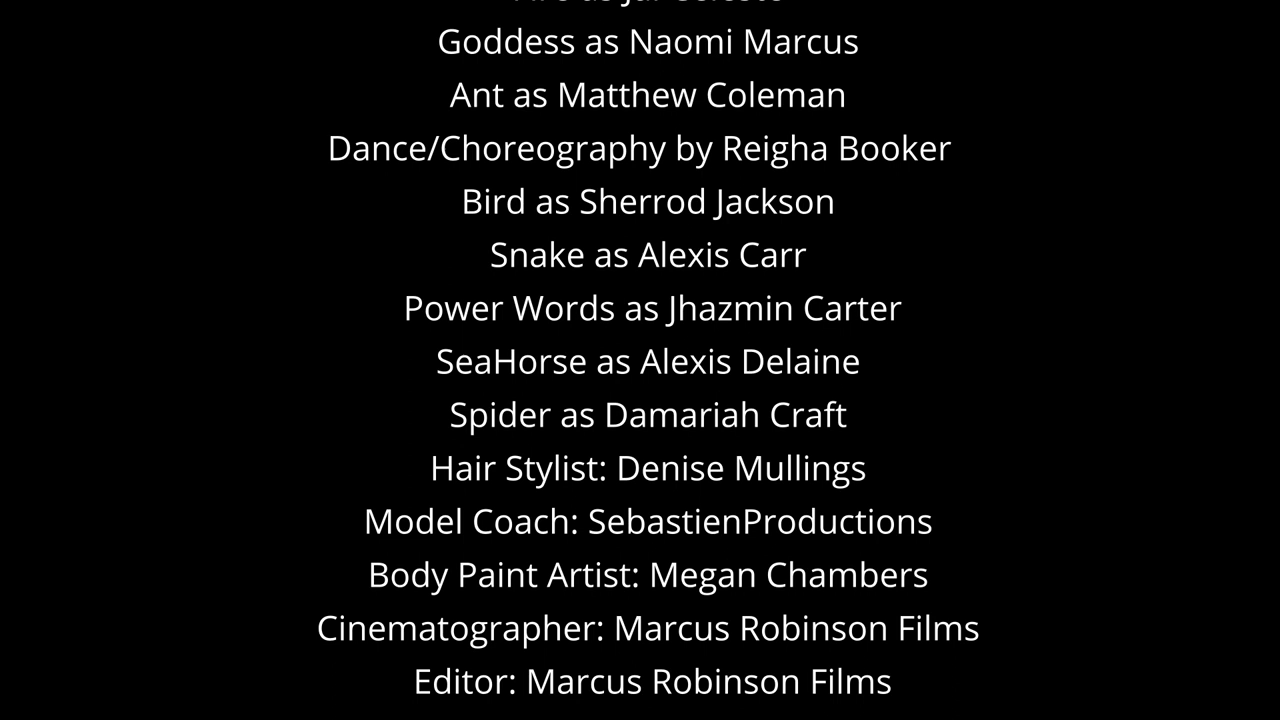 Goddess as Naomi Marcus
Ant as Matthew Coleman
Dance/Choreography by Reigha Booker
Bird as Sherrod Jackson
Snake as Alexis Carr
Power Words as Jhazmin Carter
SeaHorse as Alexis Delaine
Spider as Damariah Craft
Hair Stylist: Denise Mullings
Model Coach: SebastienProductions
Body Paint Artist: Megan Chambers
Cinematographer: Marcus Robinson Films
Editor: Marcus Robinson Films